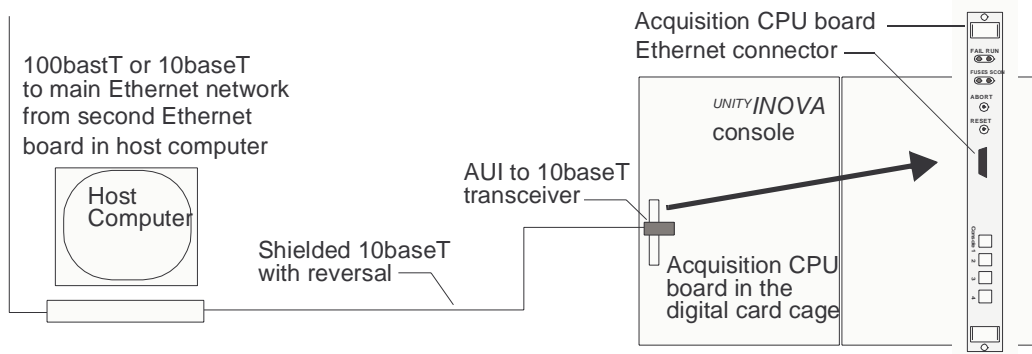 100bastT or 10baseT
to main Ethernet network
from second Ethernet
board in host computer
Host
Computer
Shielded 10baseT
with reversal
AUI to 10baseT
transceiver
UNITYINOVA
console
Acquisition CPU
board in the
digital card cage
Acquisition CPU board
Ethernet connector
FAIL RUN
FUSES SCON
ABORT
RESET
Console 1
2
3
4